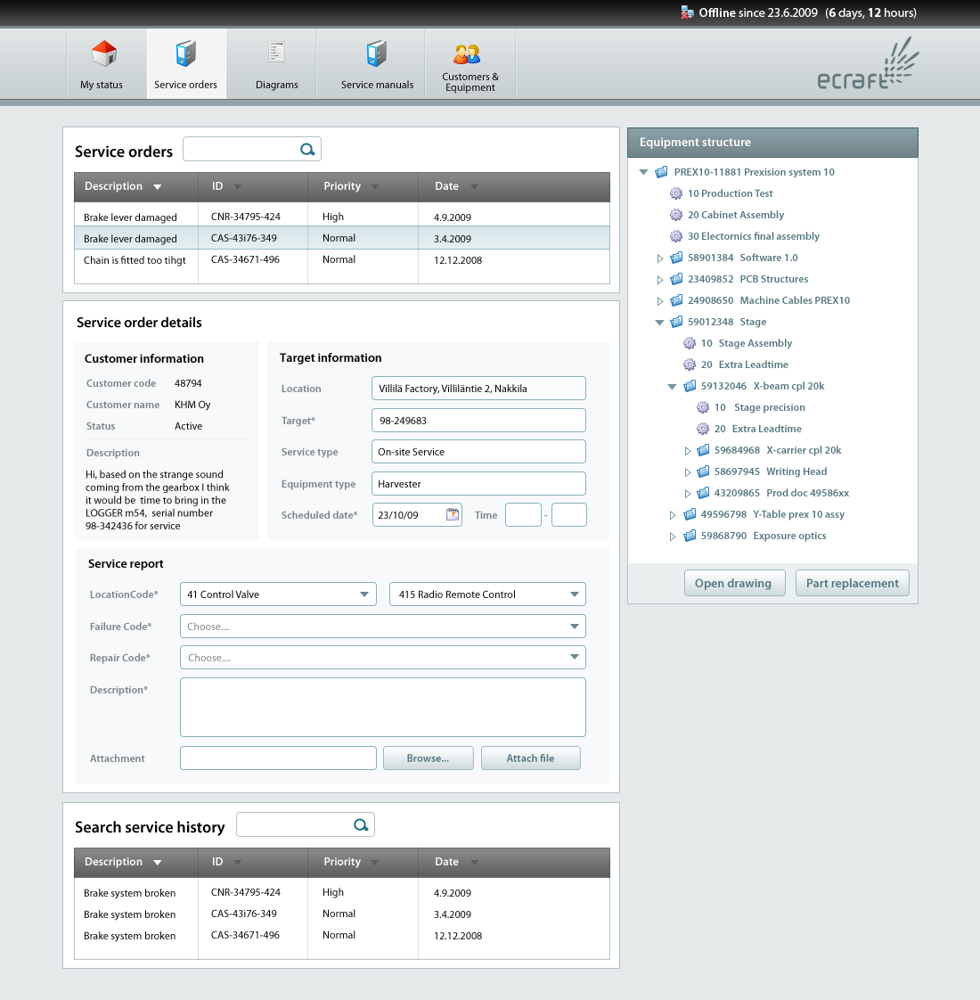 Offline since 23.6.2009 (6 days, 12 hours)
My status
Service orders
Diagrams
Service manuals
Customers &
Equipment
ecraft
Service orders
Description ID Priority Date
Brake lever damaged CNR-34795-424 High 4.9.2009
Brake lever damaged CAS-43i76-349 Normal 3.4.2009
Chain is fitted too tihgt CAS-34671-496 Normal 12.12.2008
Service order details
Customer information
Customer code 48794
Customer name KHM Oy
Status Active
Description
Hi, based on the strange sound
coming from the gearbox I think
it would be time to bring in the
LOGGER m54, serial number
98-342436 for service
Target information
Location Villilä Factory, Villiläntie 2, Nakkila
Target* 98-249683
Service type On-site Service
Equipment type Harvester
Scheduled date* 23/10/09 Time -
Service report
LocationCode* 41 Control Valve 415 Radio Remote Control
Failure Code* Choose....
Repair Code* Choose....
Description*
Attachment Browse... Attach file
Search service history
Description ID Priority Date
Brake system broken CNR-34795-424 High 4.9.2009
Brake system broken CAS-43i76-349 Normal 3.4.2009
Brake system broken CAS-34671-496 Normal 12.12.2008
Equipment structure
PREX10-11881 Prexision system 10
10 Production Test
20 Cabinet Assembly
30 Electornics final assembly
58901384 Software 1.0
23409852 PCB Structures
24908650 Machine Cables PREX10
59012348 Stage
10 Stage Assembly
20 Extra Leadtime
59132046 X-beam cpl 20k
10 Stage precision
20 Extra Leadtime
59684968 X-carrier cpl 20k
58697945 Writing Head
43209865 Prod doc 49586xx
49596798 Y-Table prex 10 assy
59868790 Exposure optics
Open drawing Part replacement